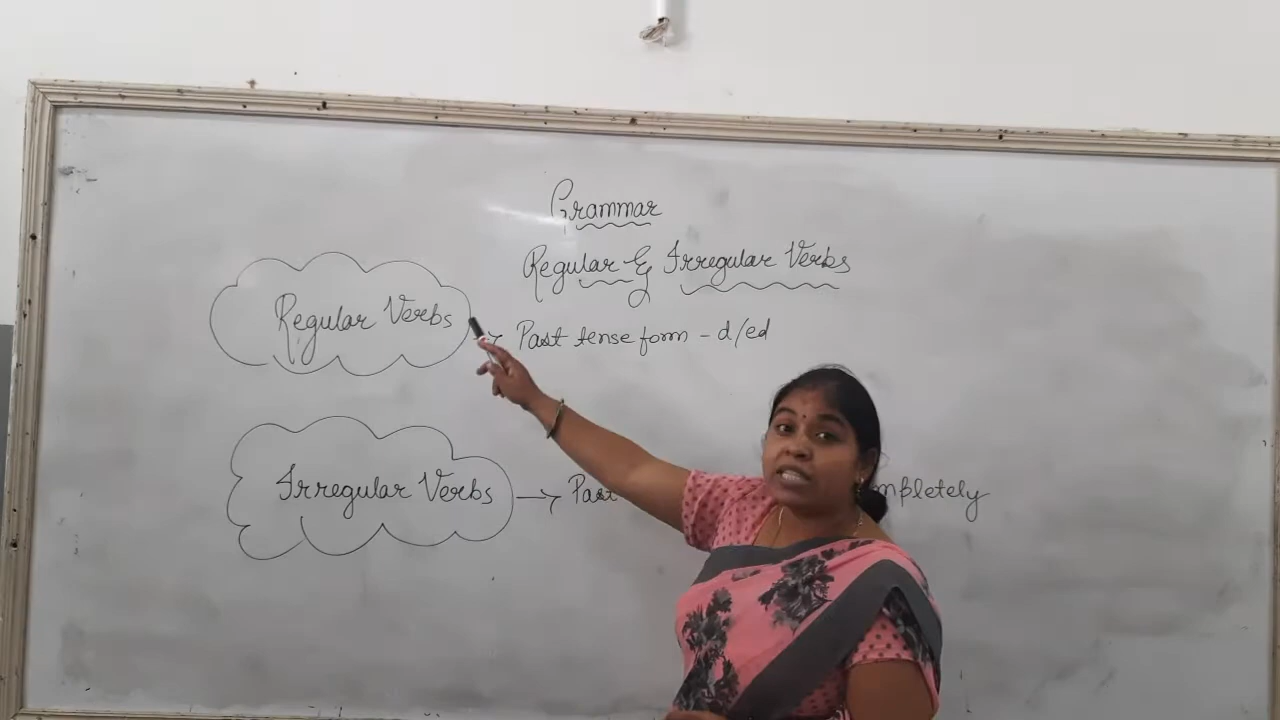 Grammar
Regular & Irregular Verbs
Regular Verbs → Past tense form - d/ed
Irregular Verbs → Past mpletely